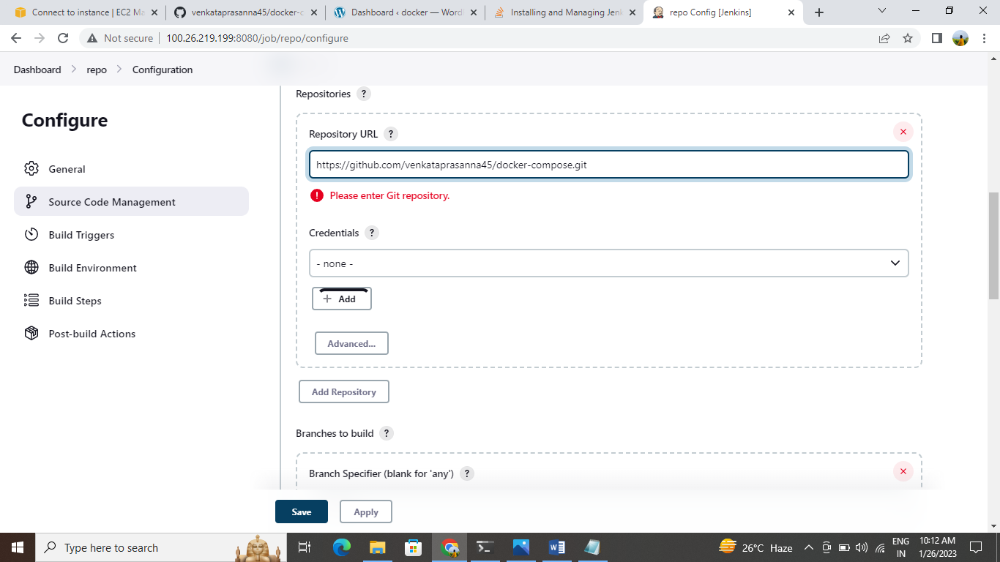 Connect to instance | EC2 Ma
venkataprasanna45/docker-c
Dashboard ‹ docker — Word
Installing and Managing Jenk
repo Config [Jenkins]
Not secure
100.26.219.199:8080/job/repo/configure
Dashboard
repo
Configuration
Configure
General
Source Code Management
Build Triggers
Build Environment
Build Steps
Post-build Actions
Repositories ?
Repository URL ?
https://github.com/venkataprasanna45/docker-compose.git
Please enter Git repository.
Credentials ?
- none -
Add
Advanced...
Add Repository
Branches to build ?
Branch Specifier (blank for 'any') ?
Save
Apply
Type here to search
26°C Haze
ENG
IN
10:12 AM
1/26/2023